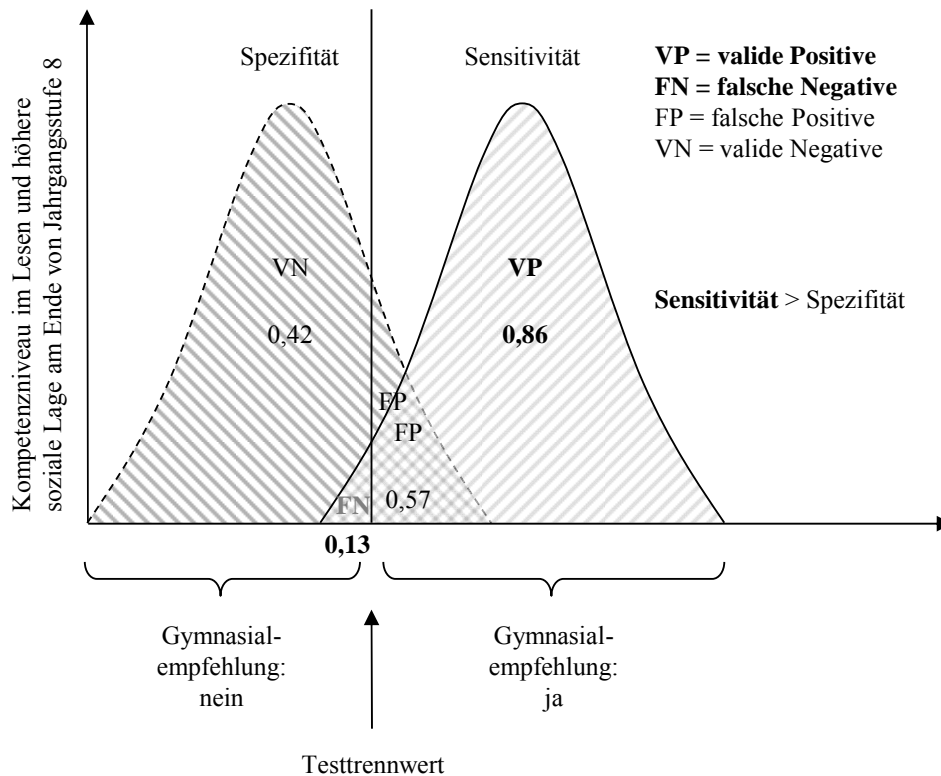 Kompetenzniveau im Lesen und höhere
soziale Lage am Ende von Jahrgangsstufe 8
Spezifität
Sensitivität
VP = valide Positive
FN = falsche Negative
FP = falsche Positive
VN = valide Negative
VN
0,42
VP
0,86
Sensitivität > Spezifität
FP
FP
FN
0,57
0,13
Gymnasial-
empfehlung:
nein
Gymnasial-
empfehlung:
ja
Testtrennwert